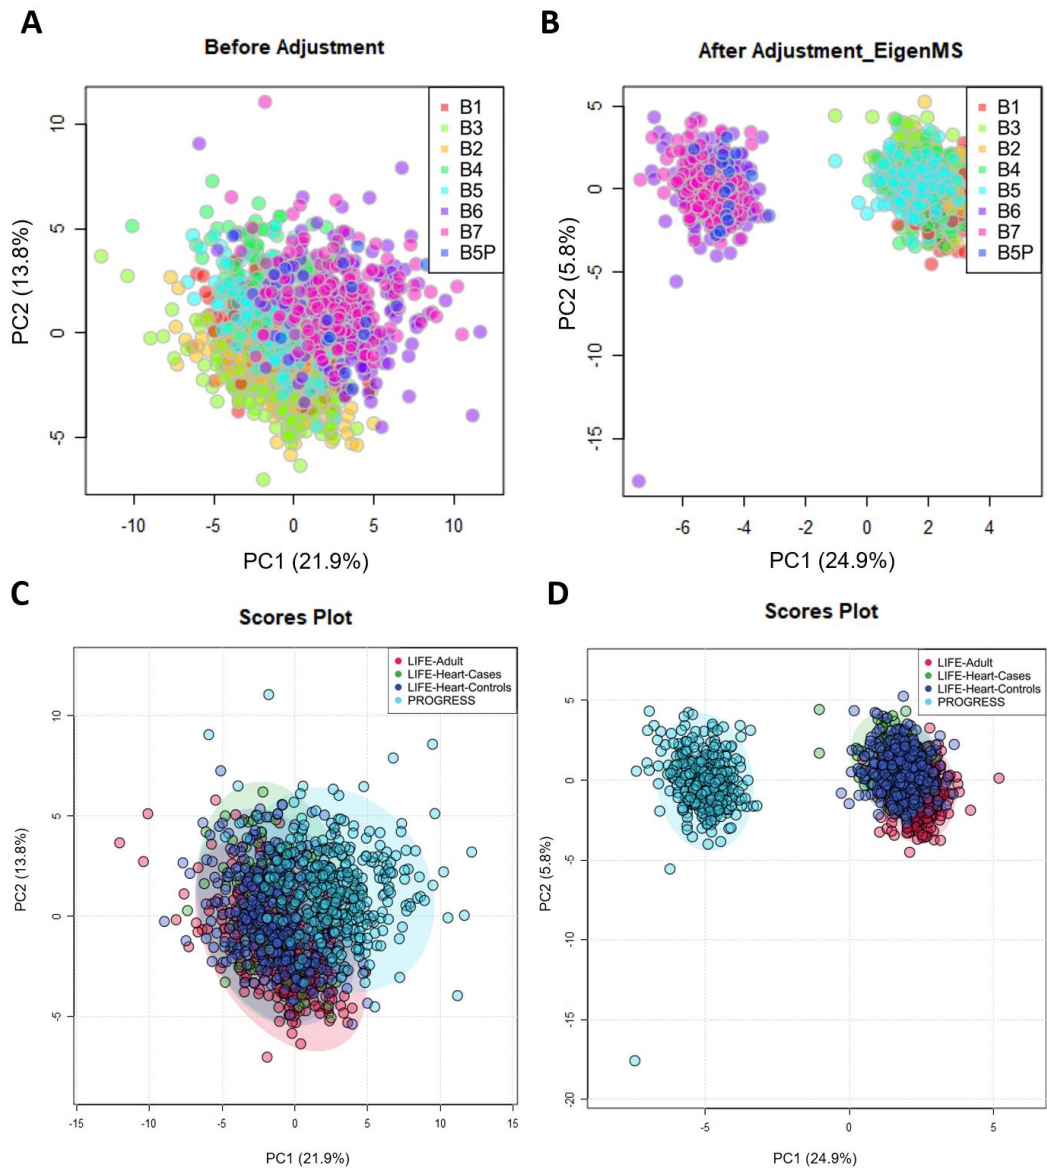 A
Before Adjustment
B1
B3
B2
B4
B5
B6
B7
B5P
10
5
0
-5
PC2 (13.8%)
-10 -5 0 5 10
PC1 (21.9%)
B
After Adjustment_EigenMS
B1
B3
B2
B4
B5
B6
B7
B5P
5
0
-5
-10
-15
PC2 (5.8%)
-6 -4 -2 0 2 4
PC1 (24.9%)
C
Scores Plot
LIFE-Adult
LIFE-Heart-Cases
LIFE-Heart-Controls
PROGRESS
10
5
0
-5
PC2 (13.8%)
-15 -10 -5 0 5 10 15
PC1 (21.9%)
D
Scores Plot
LIFE-Adult
LIFE-Heart-Cases
LIFE-Heart-Controls
PROGRESS
5
0
-5
-10
-15
-20
PC2 (5.8%)
-5 0 5
PC1 (24.9%)